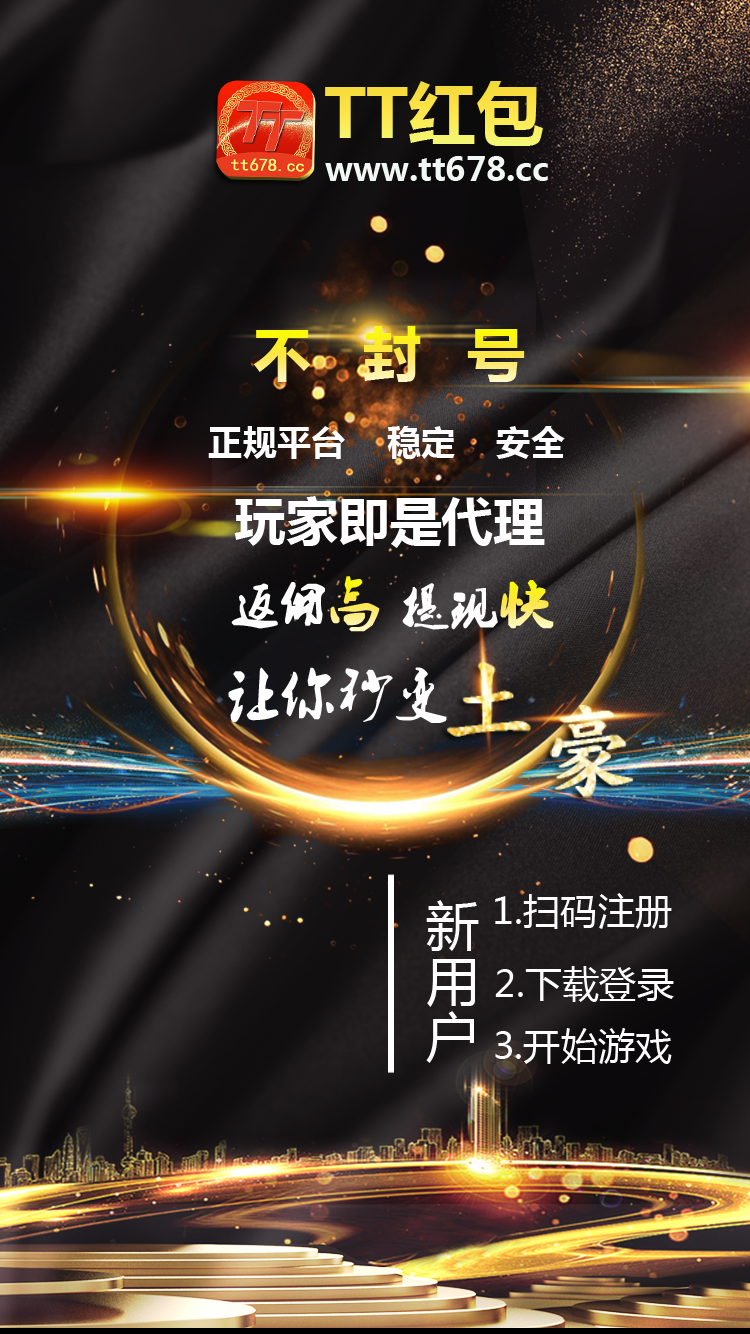 TT
tt678.cc
TT红包
www.tt678.cc
不封号
正规平台 稳定 安全
玩家即是代理
返佣高 提现快
让你秒变土豪
新用户
1.扫码注册
2.下载登录
3.开始游戏